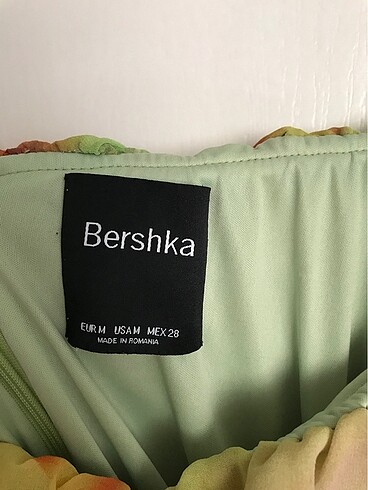 Bershka
EUR M USA M MEX 28
MADE IN ROMANIA